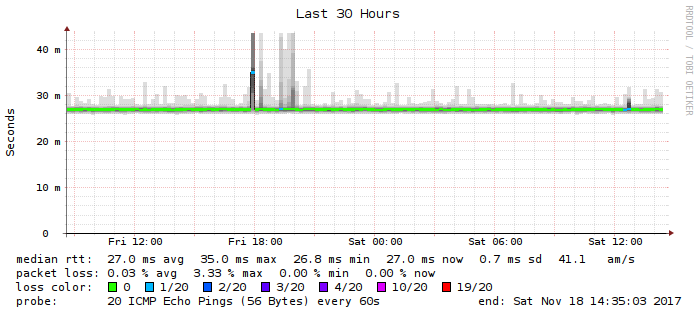 Last 30 Hours
RRDTOOL / TOBI OETIKER
Seconds
40 m
30 m
20 m
10 m
0
Fri 12:00 Fri 18:00 Sat 00:00 Sat 06:00 Sat 12:00
median rtt: 27.0 ms avg 35.0 ms max 26.8 ms min 27.0 ms now 0.7 ms sd 41.1 am/s
packet loss: 0.03 % avg 3.33 % max 0.00 % min 0.00 % now
loss color: 0 1/20 2/20 3/20 4/20 10/20 19/20
probe: 20 ICMP Echo Pings (56 Bytes) every 60s end: Sat Nov 18 14:35:03 2017